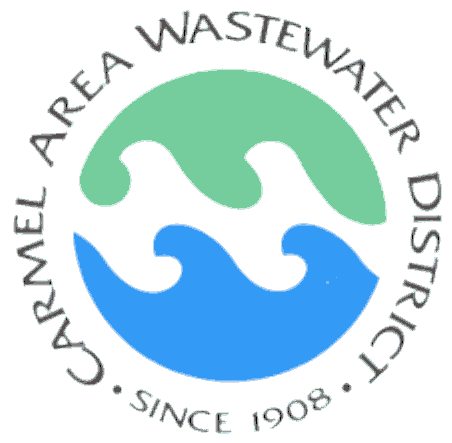 CARMEL AREA WASTEWATER DISTRICT
• SINCE 1908 •